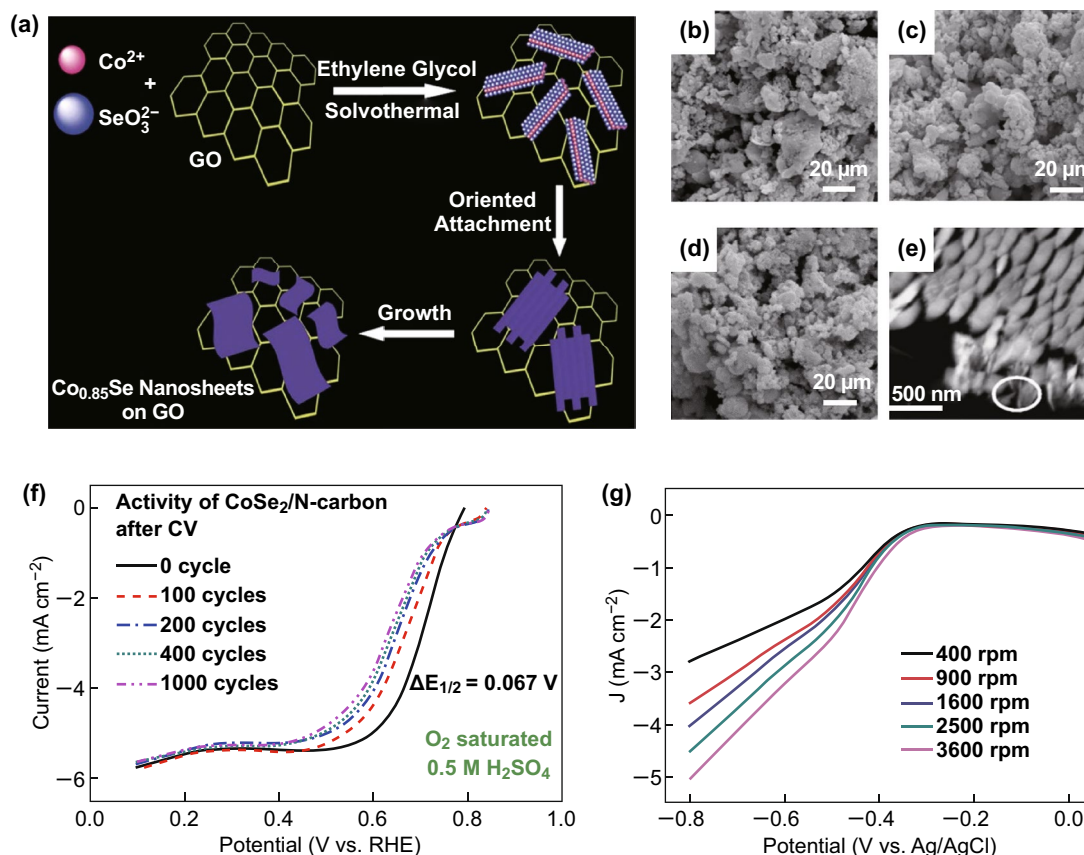 (a)
Co²⁺
+
SeO₃²⁻
GO
Ethylene Glycol
Solvothermal
Oriented
Attachment
Growth
Co₀.₈₅Se Nanosheets
on GO
(b)
20 µm
(c)
20 µm
(d)
20 µm
(e)
500 nm
(f)
Activity of CoSe₂/N-carbon
after CV
0 cycle
100 cycles
200 cycles
400 cycles
1000 cycles
ΔE₁/₂ = 0.067 V
O₂ saturated
0.5 M H₂SO₄
Current (mA cm⁻²)
0
−2
−4
−6
0.0
0.2
0.4
0.6
0.8
1.0
Potential (V vs. RHE)
(g)
J (mA cm⁻²)
0
−1
−2
−3
−4
−5
400 rpm
900 rpm
1600 rpm
2500 rpm
3600 rpm
−0.8
−0.6
−0.4
−0.2
0.0
Potential (V vs. Ag/AgCl)